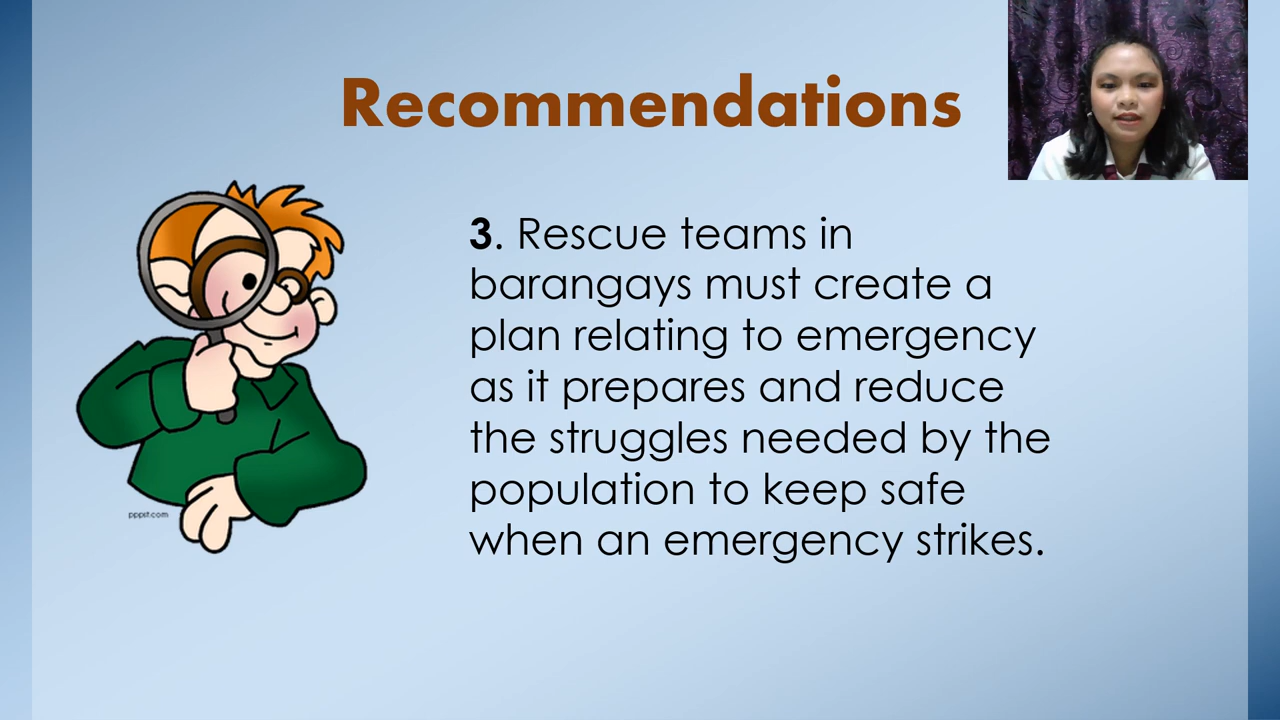 Recommendations
3. Rescue teams in
barangays must create a
plan relating to emergency
as it prepares and reduce
the struggles needed by the
population to keep safe
when an emergency strikes.
pppst.com